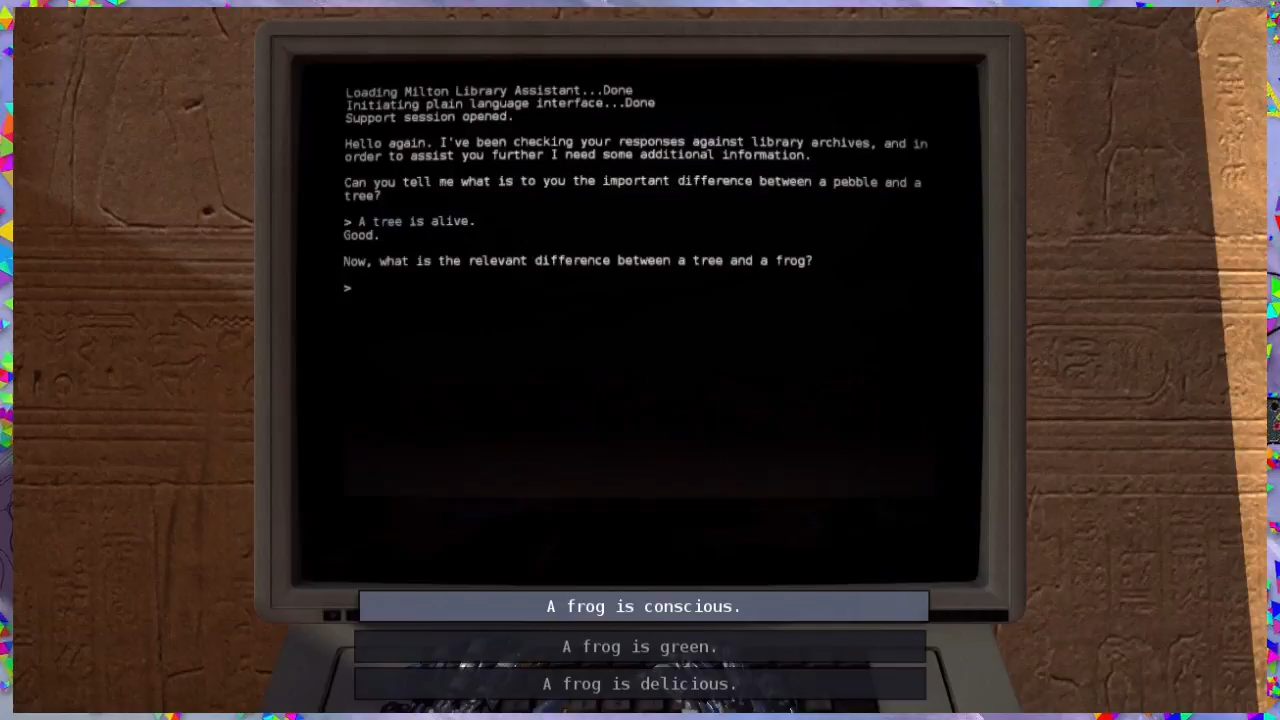 Loading Milton Library Assistant...Done
Initiating plain language interface...Done
Support session opened.
Hello again. I've been checking your responses against library archives, and in
order to assist you further I need some additional information.
Can you tell me what is to you the important difference between a pebble and a
tree?
> A tree is alive.
Good.
Now, what is the relevant difference between a tree and a frog?
>
A frog is conscious.
A frog is green.
A frog is delicious.